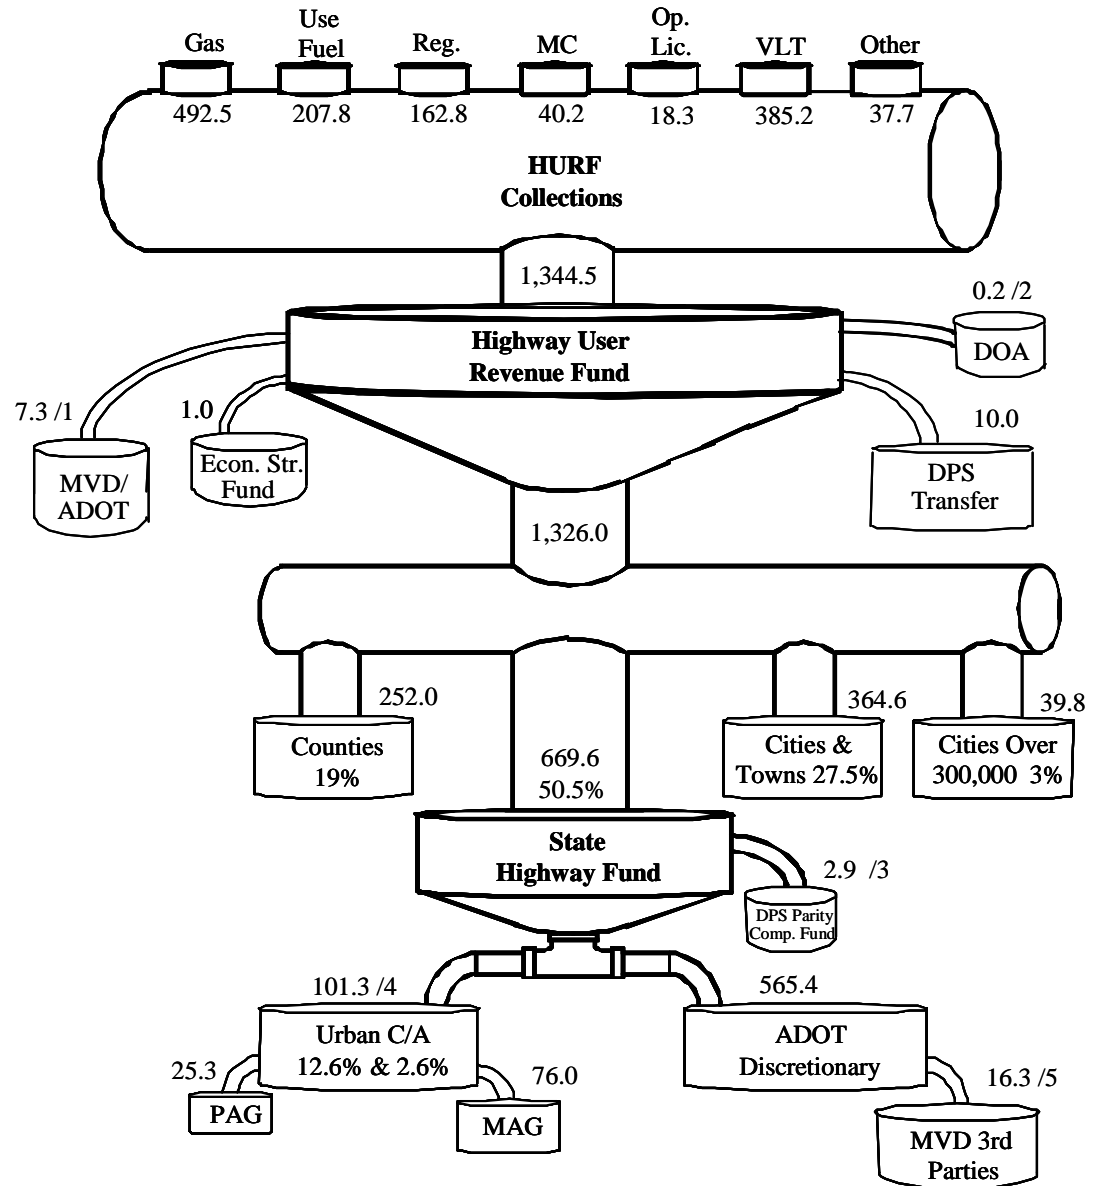 Gas
Use
Fuel
Reg.
MC
Op.
Lic.
VLT
Other
492.5
207.8
162.8
40.2
18.3
385.2
37.7
HURF
Collections
1,344.5
0.2 /2
DOA
Highway User
Revenue Fund
7.3 /1
MVD/
ADOT
1.0
Econ. Str.
Fund
10.0
DPS
Transfer
1,326.0
252.0
Counties
19%
669.6
50.5%
364.6
Cities &
Towns 27.5%
39.8
Cities Over
300,000 3%
State
Highway Fund
2.9 /3
DPS Parity
Comp. Fund
101.3 /4
Urban C/A
12.6% & 2.6%
565.4
ADOT
Discretionary
25.3
PAG
76.0
MAG
16.3 /5
MVD 3rd
Parties